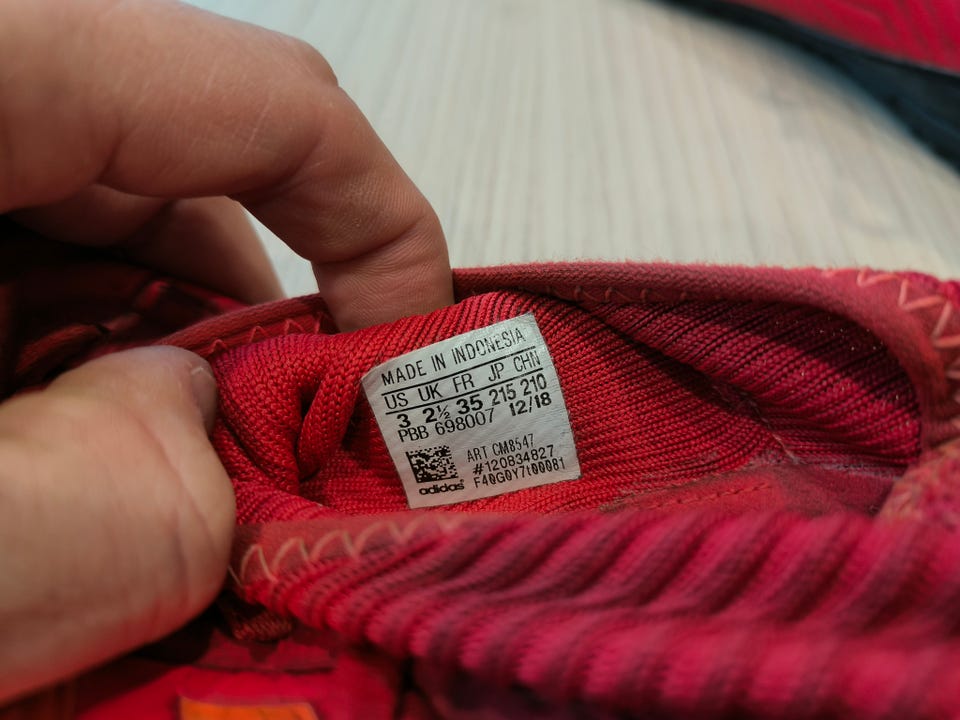 MADE IN INDONESIA
US UK FR JP CHN
3 2½ 35 215 210
PBB 698007 12/18
ART CM8547
#120834827
F40G0Y7t00081
adidas